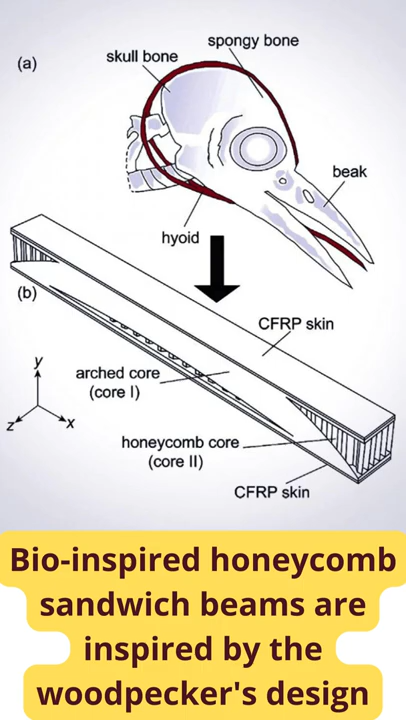 (a)
spongy bone
skull bone
beak
hyoid
(b)
CFRP skin
arched core
(core I)
y
z
x
honeycomb core
(core II)
CFRP skin
Bio-inspired honeycomb
sandwich beams are
inspired by the
woodpecker's design